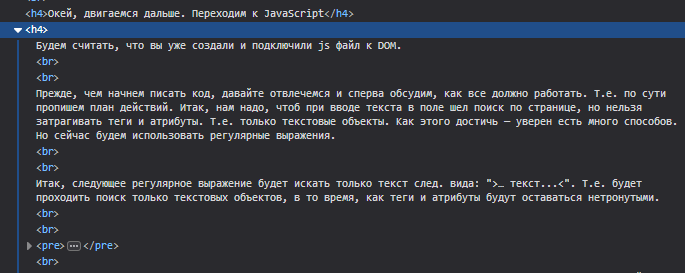 <h4>Окей, двигаемся дальше. Переходим к JavaScript</h4>
<h4>
Будем считать, что вы уже создали и подключили js файл к DOM.
<br>
<br>
Прежде, чем начнем писать код, давайте отвлечемся и сперва обсудим, как все должно работать. Т.е. по сути
пропишем план действий. Итак, нам надо, чтоб при вводе текста в поле шел поиск по странице, но нельзя
затрагивать теги и атрибуты. Т.е. только текстовые объекты. Как этого достичь – уверен есть много способов.
Но сейчас будем использовать регулярные выражения.
<br>
<br>
Итак, следующее регулярное выражение будет искать только текст след. вида: ">… текст...<". Т.е. будет
проходить поиск только текстовых объектов, в то время, как теги и атрибуты будут оставаться нетронутыми.
<br>
<br>
<pre>...</pre>
<br>